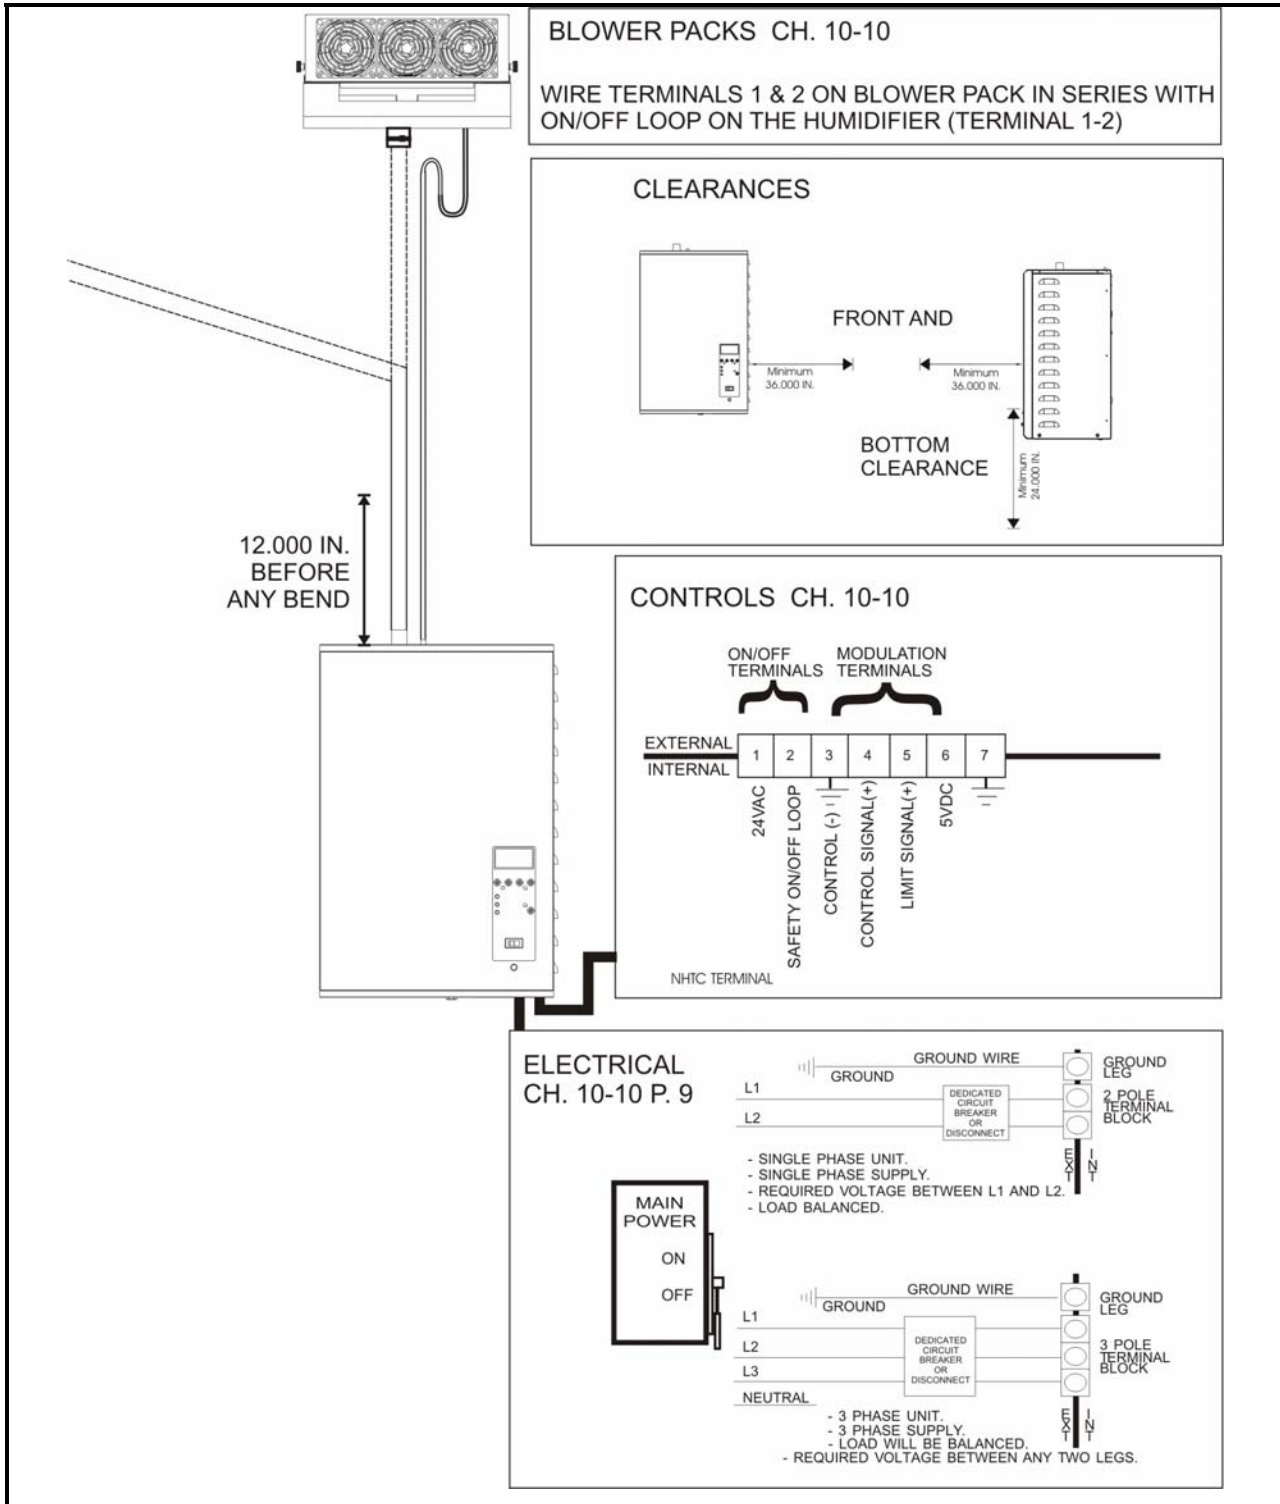 BLOWER PACKS CH. 10-10
WIRE TERMINALS 1 & 2 ON BLOWER PACK IN SERIES WITH
ON/OFF LOOP ON THE HUMIDIFIER (TERMINAL 1-2)
CLEARANCES
FRONT AND
Minimum
36.000 IN.
Minimum
36.000 IN.
BOTTOM
CLEARANCE
Minimum
24.000 IN.
12.000 IN.
BEFORE
ANY BEND
CONTROLS CH. 10-10
ON/OFF
TERMINALS
MODULATION
TERMINALS
EXTERNAL
INTERNAL
1 2 3 4 5 6 7
24VAC
SAFETY ON/OFF LOOP
CONTROL (-)
CONTROL SIGNAL(+)
LIMIT SIGNAL(+)
5VDC
NHTC TERMINAL
ELECTRICAL
CH. 10-10 P. 9
GROUND WIRE
GROUND
GROUND
LEG
L1
L2
DEDICATED
CIRCUIT
BREAKER
OR
DISCONNECT
2 POLE
TERMINAL
BLOCK
EXT
INT
- SINGLE PHASE UNIT.
- SINGLE PHASE SUPPLY.
- REQUIRED VOLTAGE BETWEEN L1 AND L2.
- LOAD BALANCED.
MAIN
POWER
ON
OFF
GROUND WIRE
GROUND
GROUND
LEG
L1
L2
L3
NEUTRAL
DEDICATED
CIRCUIT
BREAKER
OR
DISCONNECT
3 POLE
TERMINAL
BLOCK
EXT
INT
- 3 PHASE UNIT.
- 3 PHASE SUPPLY.
- LOAD WILL BE BALANCED.
- REQUIRED VOLTAGE BETWEEN ANY TWO LEGS.